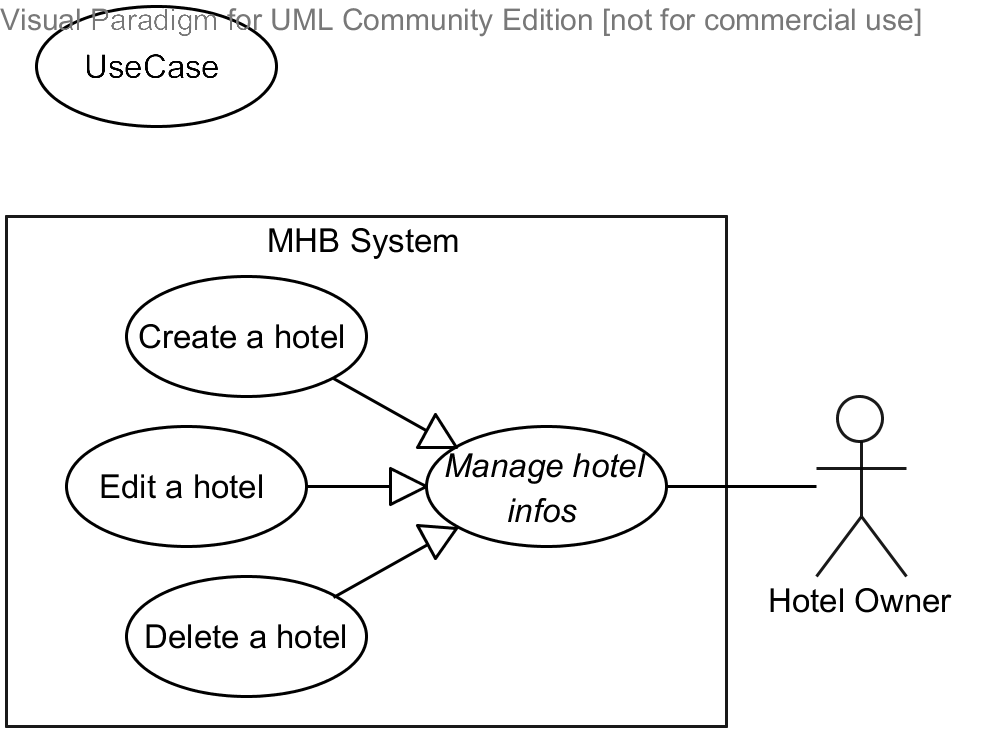 Visual Paradigm for UML Community Edition [not for commercial use]
UseCase
MHB System
Create a hotel
Edit a hotel
Manage hotel
infos
Delete a hotel
Hotel Owner